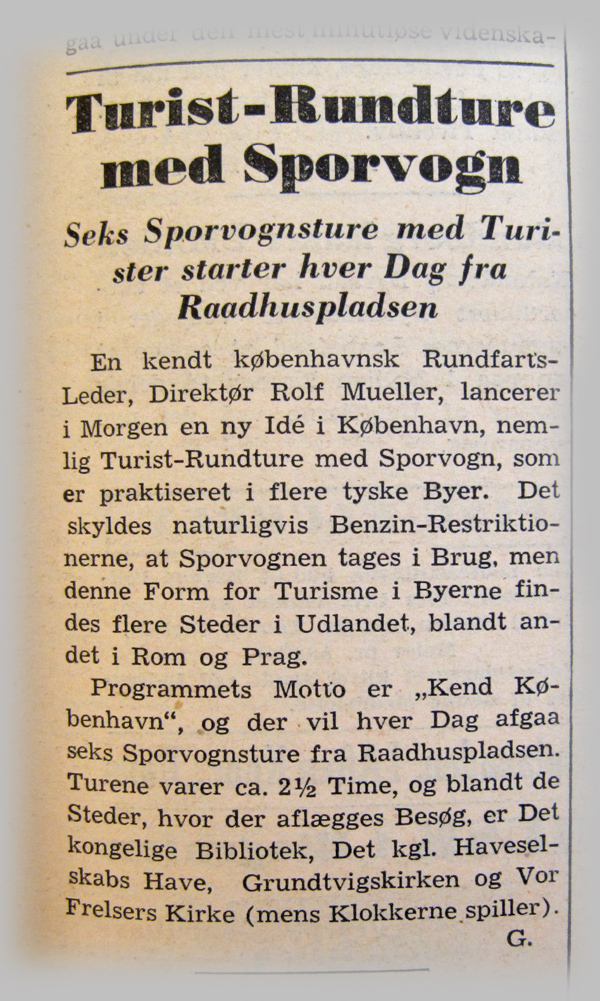 gaa under den mest minutiøse videnska-
Turist-Rundture
med Sporvogn
Seks Sporvognsture med Turi-
ster starter hver Dag fra
Raadhuspladsen
En kendt københavnsk Rundfarts-
Leder, Direktør Rolf Mueller, lancerer
i Morgen en ny Idé i København, nem-
lig Turist-Rundture med Sporvogn, som
er praktiseret i flere tyske Byer. Det
skyldes naturligvis Benzin-Restriktio-
nerne, at Sporvognen tages i Brug, men
denne Form for Turisme i Byerne fin-
des flere Steder i Udlandet, blandt an-
det i Rom og Prag.
Programmets Motto er „Kend Kø-
benhavn“, og der vil hver Dag afgaa
seks Sporvognsture fra Raadhuspladsen.
Turene varer ca. 2½ Time, og blandt de
Steder, hvor der aflægges Besøg, er Det
kongelige Bibliotek, Det kgl. Havesel-
skabs Have, Grundtvigskirken og Vor
Frelsers Kirke (mens Klokkerne spiller).
G.